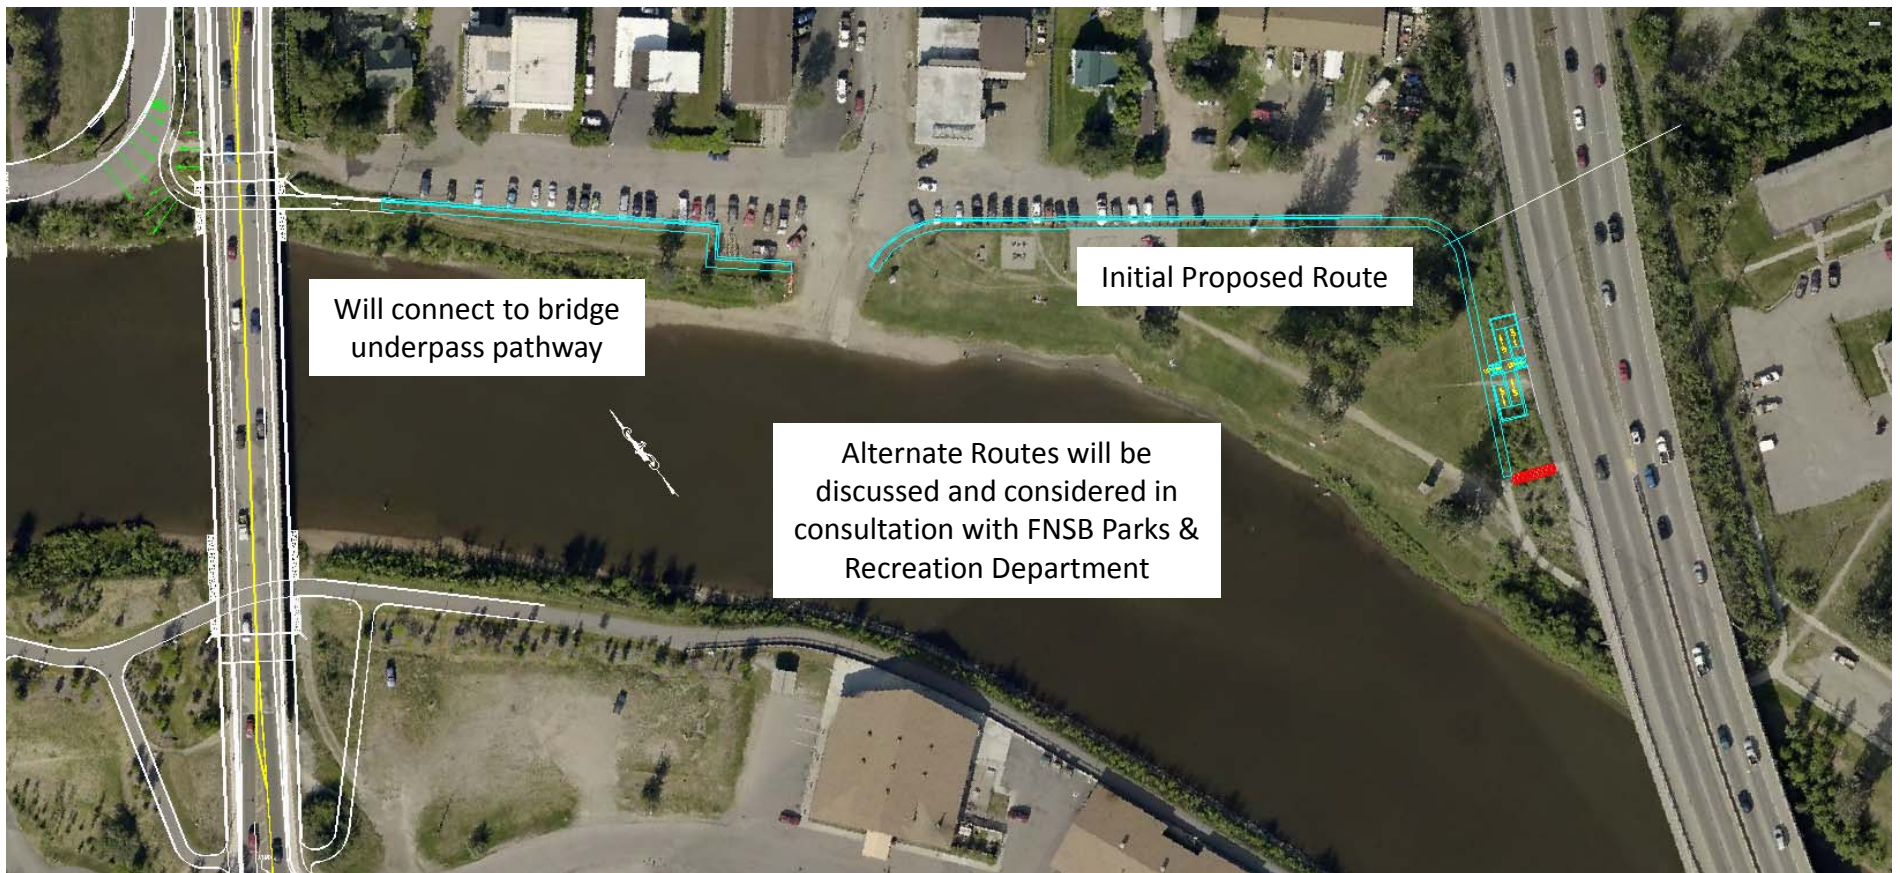 Initial Proposed Route
Will connect to bridge
underpass pathway
Alternate Routes will be
discussed and considered in
consultation with FNSB Parks &
Recreation Department